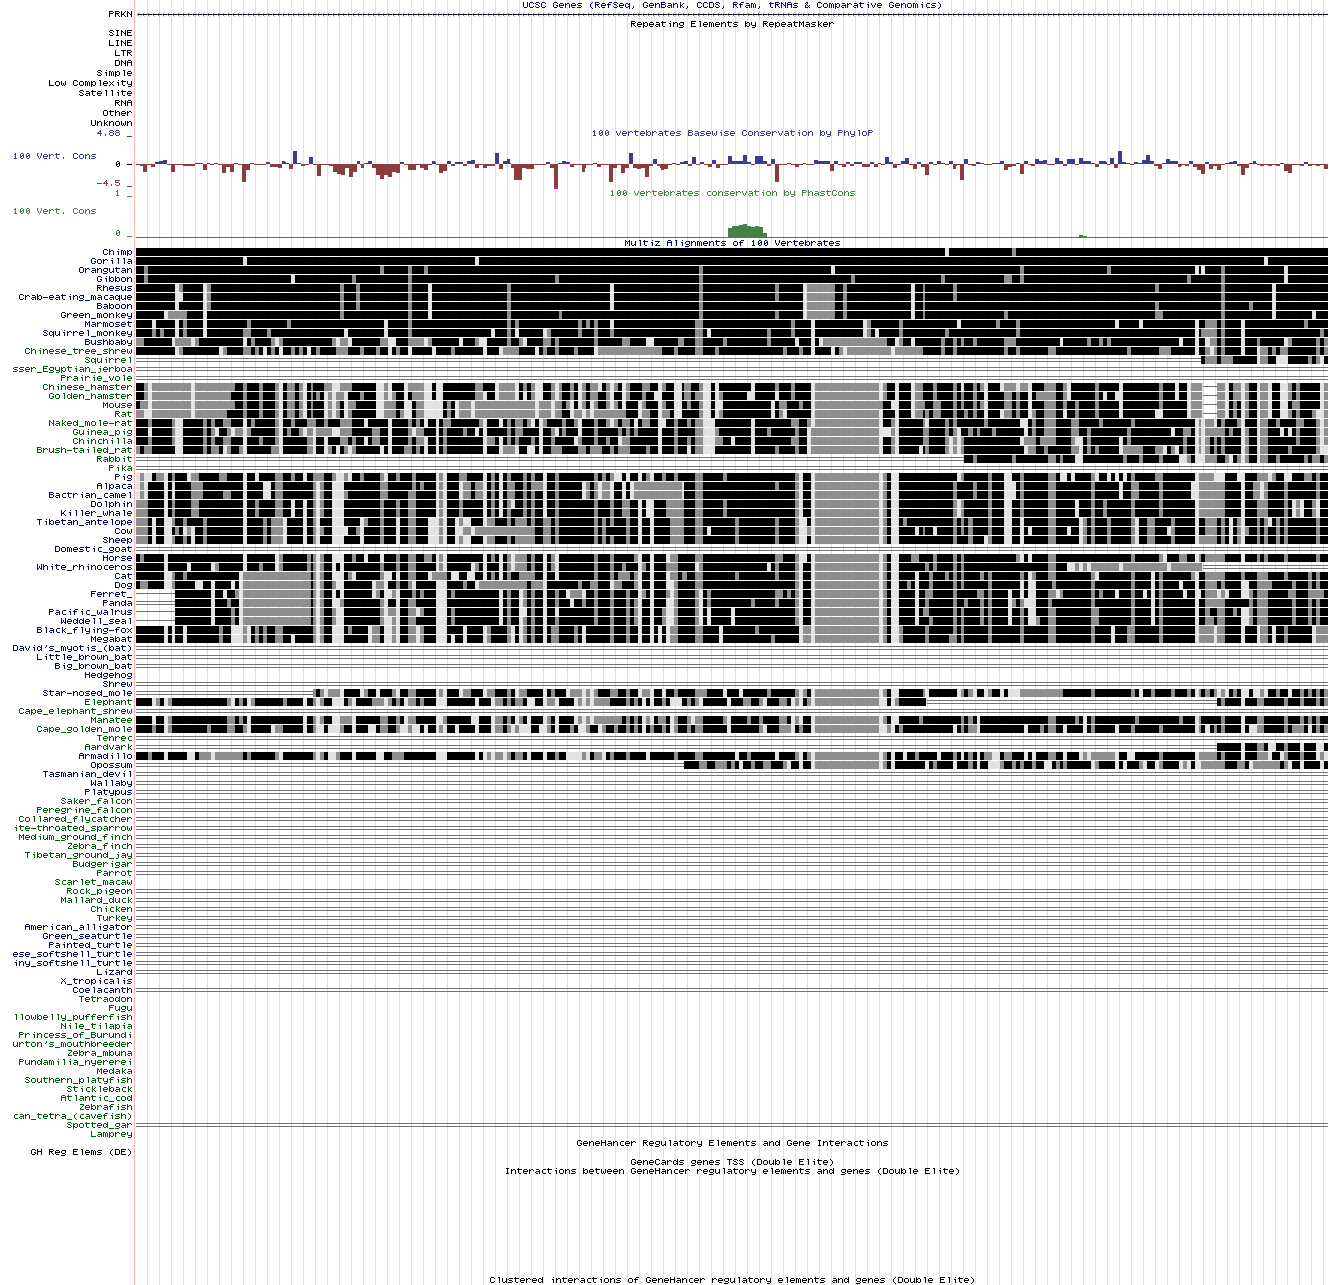 UCSC Genes (RefSeq, GenBank, CCDS, Rfam, tRNAs & Comparative Genomics)
PRKN
Repeating Elements by RepeatMasker
SINE
LINE
LTR
DNA
Simple
Low Complexity
Satellite
RNA
Other
Unknown
4.88 _
100 vertebrates Basewise Conservation by PhyloP
100 Vert. Cons
0 _
-4.5 _
100 vertebrates conservation by PhastCons
1 _
100 Vert. Cons
0 _
Multiz Alignments of 100 Vertebrates
Chimp
Gorilla
Orangutan
Gibbon
Rhesus
Crab-eating_macaque
Baboon
Green_monkey
Marmoset
Squirrel_monkey
Bushbaby
Chinese_tree_shrew
Squirrel
sser_Egyptian_jerboa
Prairie_vole
Chinese_hamster
Golden_hamster
Mouse
Rat
Naked_mole-rat
Guinea_pig
Chinchilla
Brush-tailed_rat
Rabbit
Pika
Pig
Alpaca
Bactrian_camel
Dolphin
Killer_whale
Tibetan_antelope
Cow
Sheep
Domestic_goat
Horse
White_rhinoceros
Cat
Dog
Ferret_
Panda
Pacific_walrus
Weddell_seal
Black_flying-fox
Megabat
David's_myotis_(bat)
Little_brown_bat
Big_brown_bat
Hedgehog
Shrew
Star-nosed_mole
Elephant
Cape_elephant_shrew
Manatee
Cape_golden_mole
Tenrec
Aardvark
Armadillo
Opossum
Tasmanian_devil
Wallaby
Platypus
Saker_falcon
Peregrine_falcon
Collared_flycatcher
ite-throated_sparrow
Medium_ground_finch
Zebra_finch
Tibetan_ground_jay
Budgerigar
Parrot
Scarlet_macaw
Rock_pigeon
Mallard_duck
Chicken
Turkey
American_alligator
Green_seaturtle
Painted_turtle
ese_softshell_turtle
iny_softshell_turtle
Lizard
X_tropicalis
Coelacanth
Tetraodon
Fugu
llowbelly_pufferfish
Nile_tilapia
Princess_of_Burundi
urton's_mouthbreeder
Zebra_mbuna
Pundamilia_nyererei
Medaka
Southern_platyfish
Stickleback
Atlantic_cod
Zebrafish
can_tetra_(cavefish)
Spotted_gar
Lamprey
GeneHancer Regulatory Elements and Gene Interactions
GH Reg Elems (DE)
GeneCards genes TSS (Double Elite)
Interactions between GeneHancer regulatory elements and genes (Double Elite)
Clustered interactions of GeneHancer regulatory elements and genes (Double Elite)